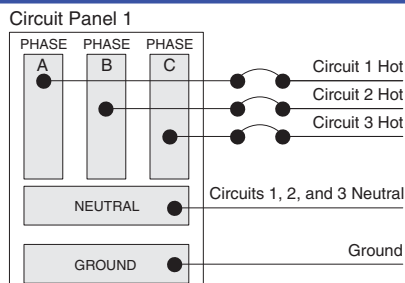 Circuit Panel 1
PHASE PHASE PHASE
A B C
Circuit 1 Hot
Circuit 2 Hot
Circuit 3 Hot
NEUTRAL
Circuits 1, 2, and 3 Neutral
GROUND
Ground